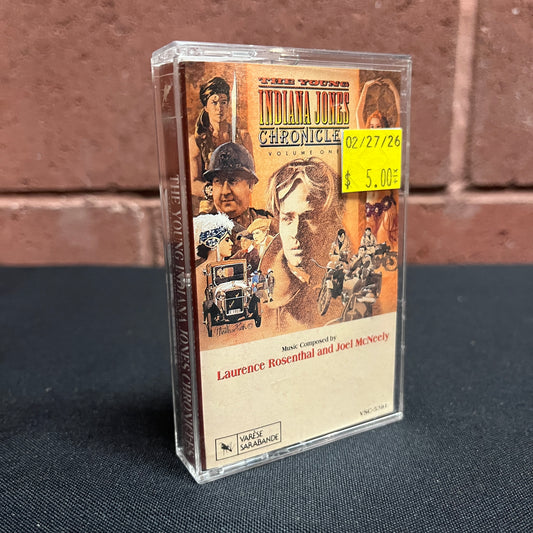 THE YOUNG
INDIANA JONES
CHRONICLE
VOLUME ONE
02/27/26
$ 5.00
Music Composed by
Laurence Rosenthal and Joel McNeely
VARÈSE
SARABANDE
THE YOUNG INDIANA JONES CHRONICLES